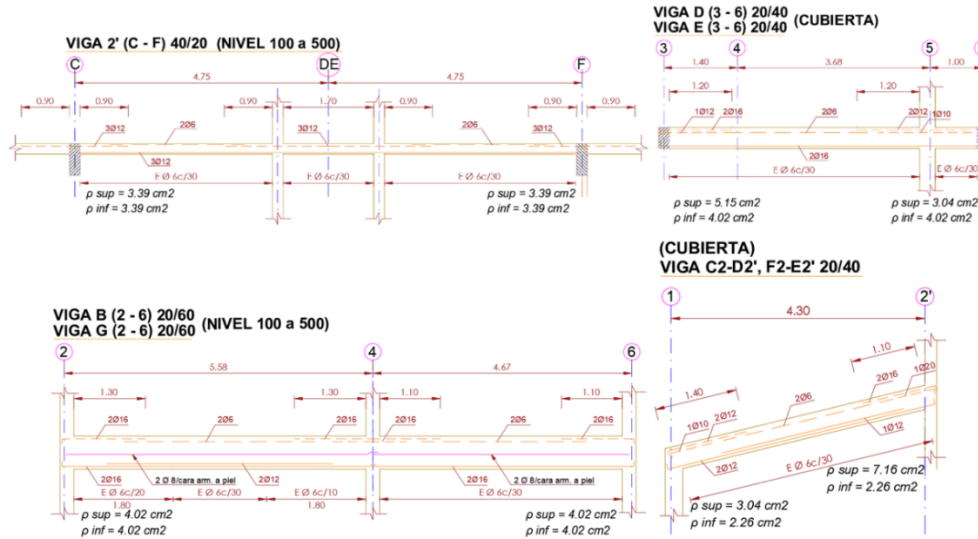 VIGA 2' (C - F) 40/20 (NIVEL 100 a 500)
C DE F
4.75 4.75
0.90 0.90 0.90 1.70 0.90 0.90 0.90
3Ø12 2Ø6 3Ø12 2Ø6 3Ø12
3Ø12
E Ø 6c/30 E Ø 6c/30 E Ø 6c/30
ρ sup = 3.39 cm2 ρ sup = 3.39 cm2
ρ inf = 3.39 cm2 ρ inf = 3.39 cm2
VIGA D (3 - 6) 20/40
VIGA E (3 - 6) 20/40 (CUBIERTA)
3 4 5
1.40 3.68 1.00
1.20 1.20
1Ø12 2Ø16 2Ø6 2Ø12 1Ø10
2Ø16
E Ø 6c/30 E Ø 6c/30
ρ sup = 5.15 cm2 ρ sup = 3.04 cm2
ρ inf = 4.02 cm2 ρ inf = 4.02 cm2
VIGA B (2 - 6) 20/60
VIGA G (2 - 6) 20/60 (NIVEL 100 a 500)
2 4 6
5.58 4.67
1.30 1.30 1.10 1.10
2Ø16 2Ø6 2Ø16 2Ø16 2Ø6 2Ø16
2Ø16 2 Ø 8/cara arm. a piel 2Ø12 2Ø16 2 Ø 8/cara arm. a piel
E Ø 6c/20 E Ø 6c/30 E Ø 6c/10 E Ø 6c/30
1.80 1.80
ρ sup = 4.02 cm2 ρ sup = 4.02 cm2
ρ inf = 4.02 cm2 ρ inf = 4.02 cm2
(CUBIERTA)
VIGA C2-D2', F2-E2' 20/40
1 2'
4.30
1.10
1.40
1Ø10 2Ø12 2Ø6 2Ø16 1Ø20
2Ø12 1Ø12
E Ø 6c/30
ρ sup = 7.16 cm2
ρ inf = 2.26 cm2
ρ sup = 3.04 cm2
ρ inf = 2.26 cm2